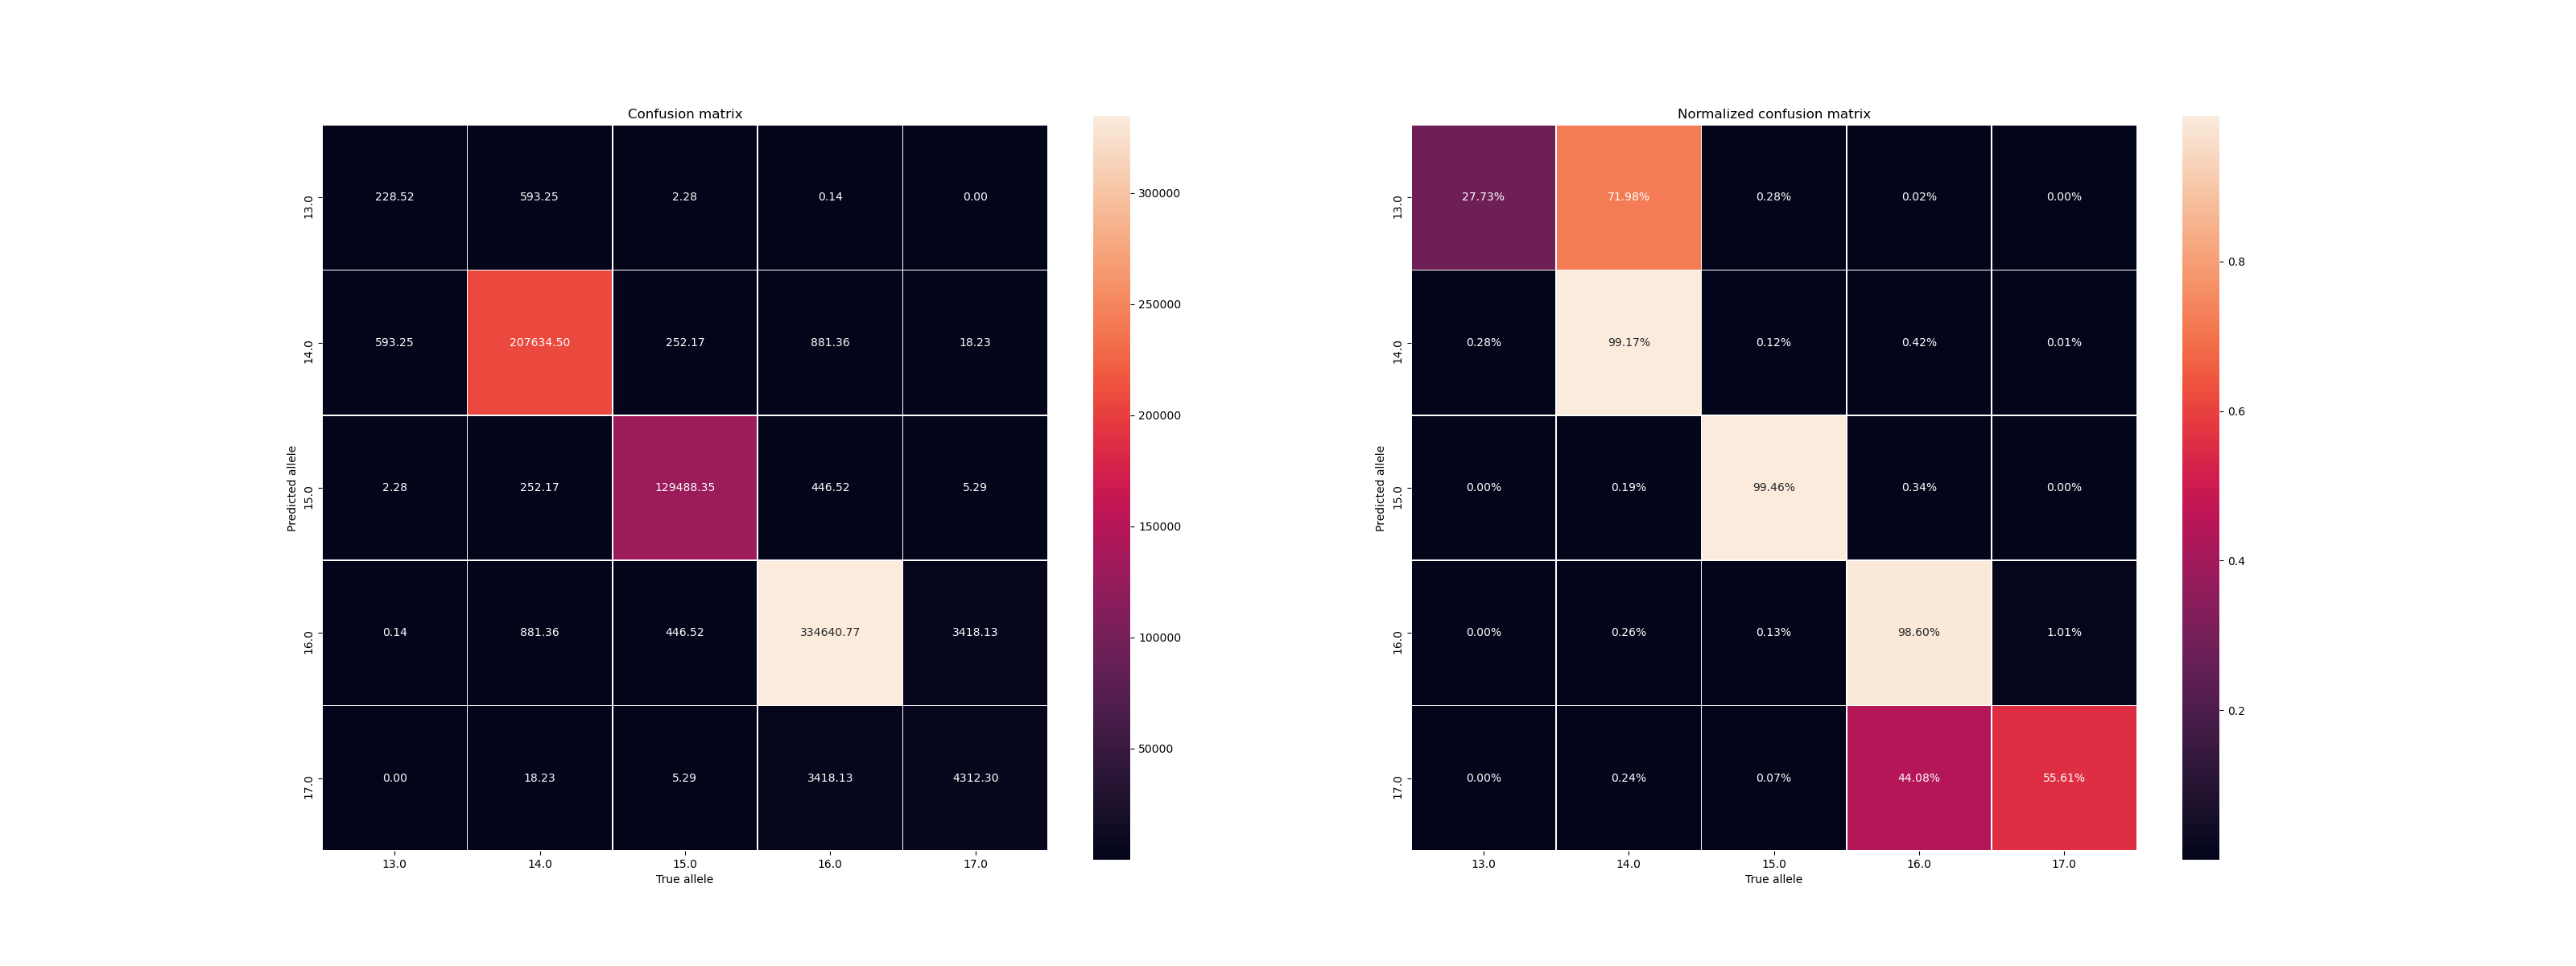 Confusion matrix
13.0 228.52 593.25 2.28 0.14 0.00
14.0 593.25 207634.50 252.17 881.36 18.23
15.0 2.28 252.17 129488.35 446.52 5.29
16.0 0.14 881.36 446.52 334640.77 3418.13
17.0 0.00 18.23 5.29 3418.13 4312.30
Predicted allele
13.0 14.0 15.0 16.0 17.0
True allele
300000
250000
200000
150000
100000
50000
Normalized confusion matrix
13.0 27.73% 71.98% 0.28% 0.02% 0.00%
14.0 0.28% 99.17% 0.12% 0.42% 0.01%
15.0 0.00% 0.19% 99.46% 0.34% 0.00%
16.0 0.00% 0.26% 0.13% 98.60% 1.01%
17.0 0.00% 0.24% 0.07% 44.08% 55.61%
Predicted allele
13.0 14.0 15.0 16.0 17.0
True allele
0.8
0.6
0.4
0.2